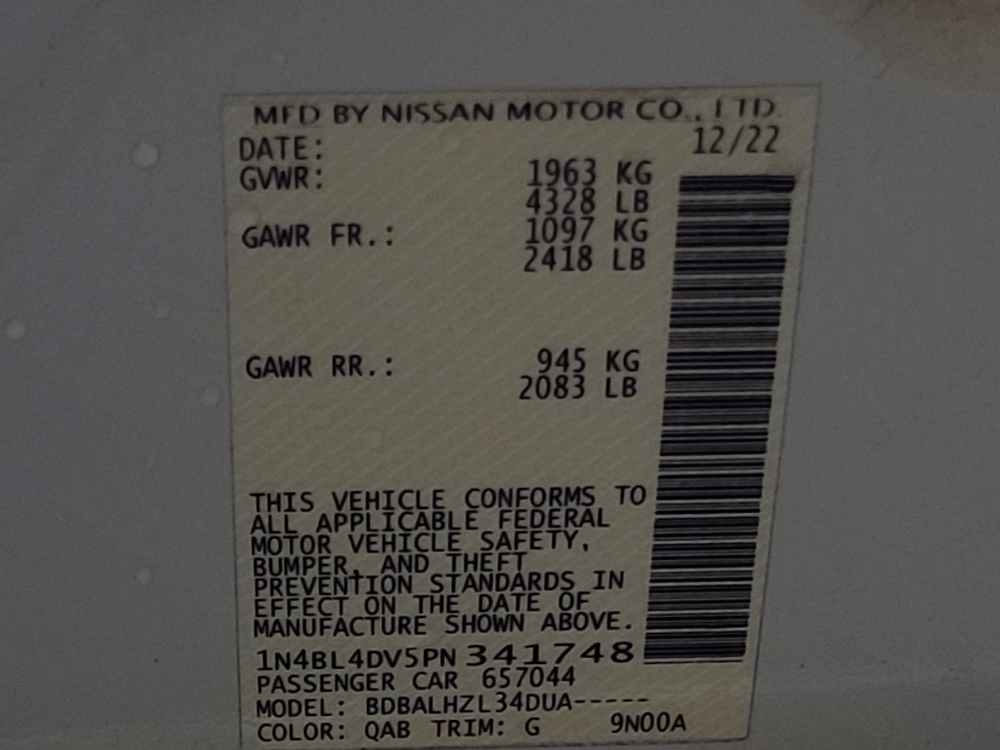 MFD BY NISSAN MOTOR CO., LTD.
DATE: 12/22
GVWR: 1963 KG
4328 LB
GAWR FR.: 1097 KG
2418 LB
GAWR RR.: 945 KG
2083 LB
THIS VEHICLE CONFORMS TO
ALL APPLICABLE FEDERAL
MOTOR VEHICLE SAFETY,
BUMPER, AND THEFT
PREVENTION STANDARDS IN
EFFECT ON THE DATE OF
MANUFACTURE SHOWN ABOVE.
1N4BL4DV5PN 341748
PASSENGER CAR 657044
MODEL: BDBALHZL34DUA-----
COLOR: QAB TRIM: G 9N00A